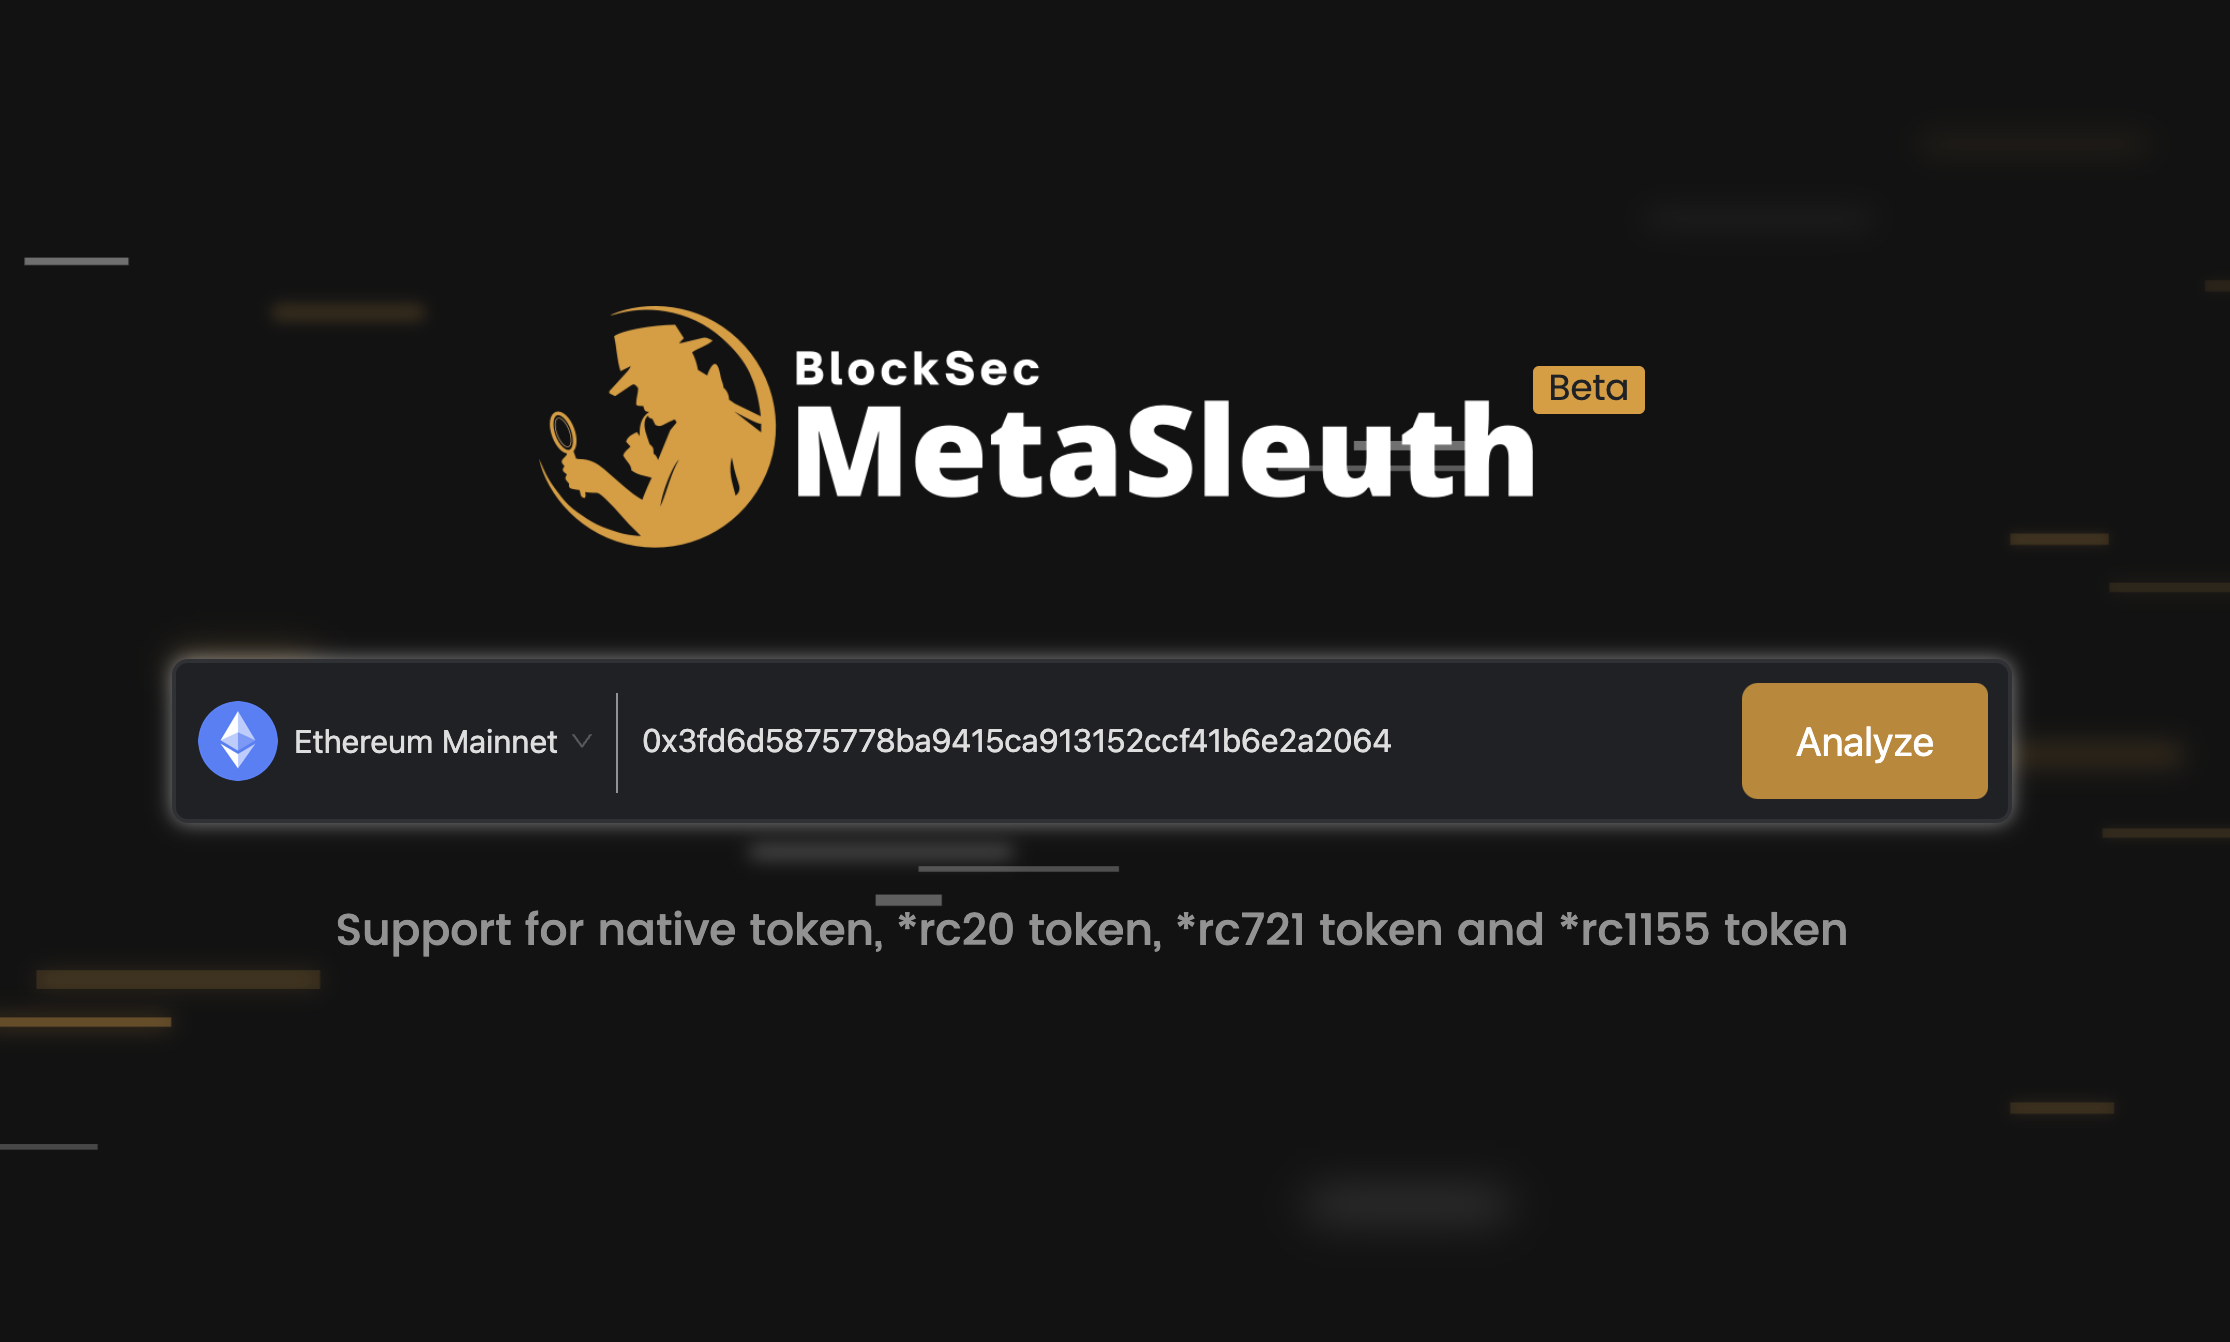 BlockSec
MetaSleuth
Beta
Ethereum Mainnet
0x3fd6d5875778ba9415ca913152ccf41b6e2a2064
Analyze
Support for native token, *rc20 token, *rc721 token and *rc1155 token